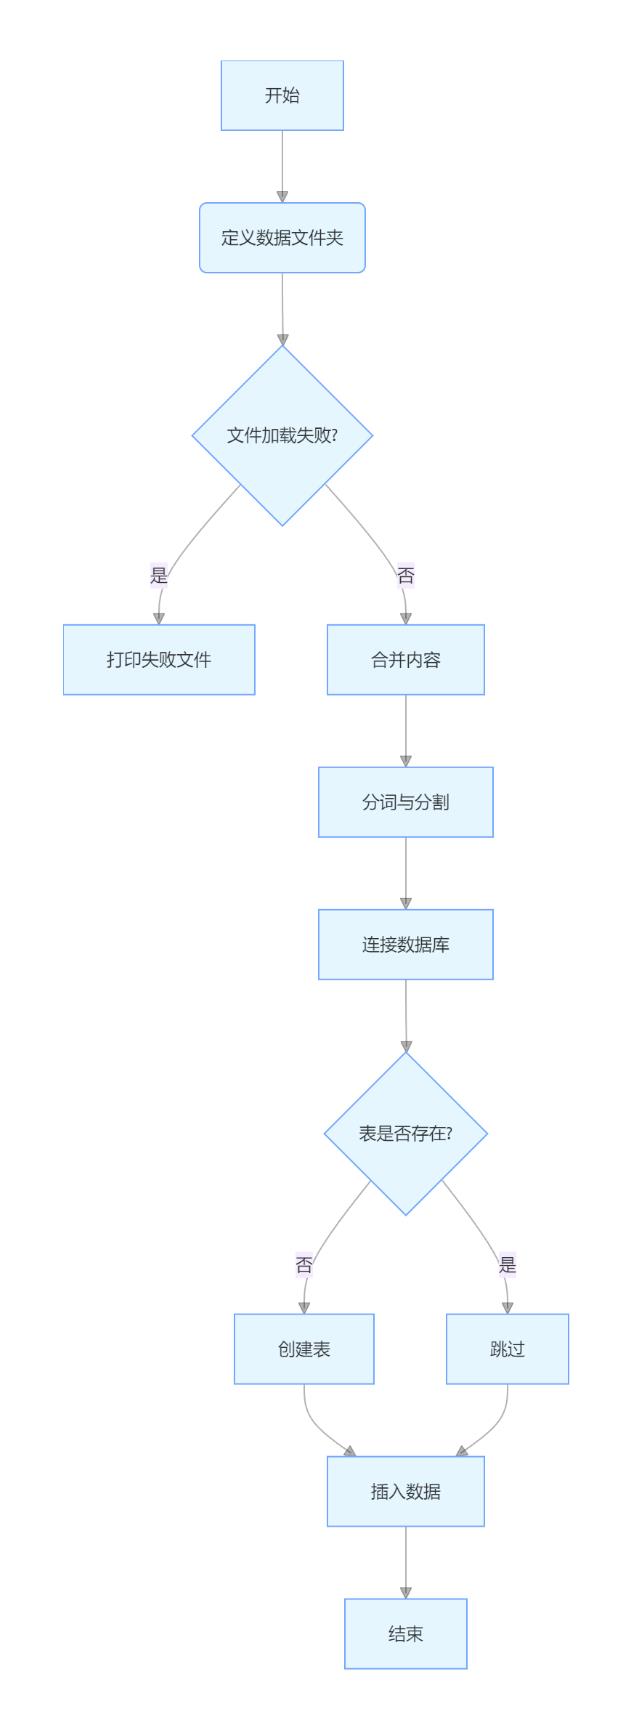 开始
定义数据文件夹
文件加载失败?
是
否
打印失败文件
合并内容
分词与分割
连接数据库
表是否存在?
否
是
创建表
跳过
插入数据
结束